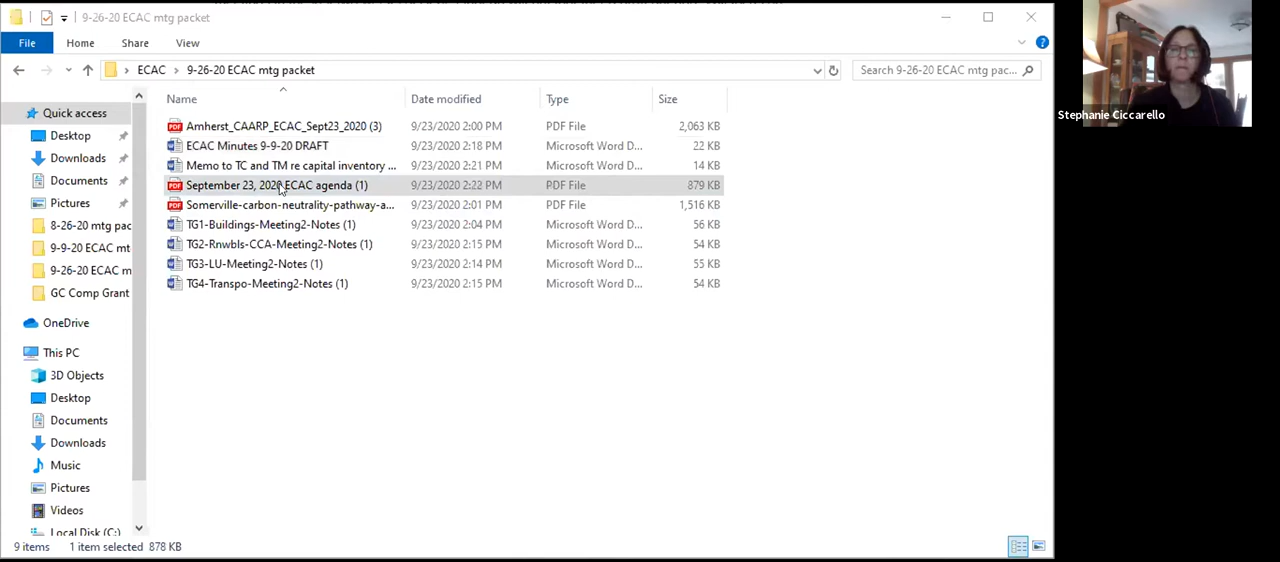 9-26-20 ECAC mtg packet
File Home Share View
ECAC 9-26-20 ECAC mtg packet Search 9-26-20 ECAC mtg pac...
Name Date modified Type Size
Quick access
Desktop
Downloads
Documents
Pictures
8-26-20 mtg pac
9-9-20 ECAC mt
9-26-20 ECAC m
GC Comp Grant
OneDrive
This PC
3D Objects
Desktop
Documents
Downloads
Music
Pictures
Videos
Local Disk (C:)
Amherst_CAARP_ECAC_Sept23_2020 (3) 9/23/2020 2:00 PM PDF File 2,063 KB
ECAC Minutes 9-9-20 DRAFT 9/23/2020 2:18 PM Microsoft Word D... 22 KB
Memo to TC and TM re capital inventory ... 9/23/2020 2:21 PM Microsoft Word D... 14 KB
September 23, 2020 ECAC agenda (1) 9/23/2020 2:22 PM PDF File 879 KB
Somerville-carbon-neutrality-pathway-a... 9/23/2020 2:01 PM PDF File 1,516 KB
TG1-Buildings-Meeting2-Notes (1) 9/23/2020 2:04 PM Microsoft Word D... 56 KB
TG2-Rnwbls-CCA-Meeting2-Notes (1) 9/23/2020 2:15 PM Microsoft Word D... 54 KB
TG3-LU-Meeting2-Notes (1) 9/23/2020 2:14 PM Microsoft Word D... 55 KB
TG4-Transpo-Meeting2-Notes (1) 9/23/2020 2:15 PM Microsoft Word D... 54 KB
9 items 1 item selected 878 KB
Stephanie Ciccarello